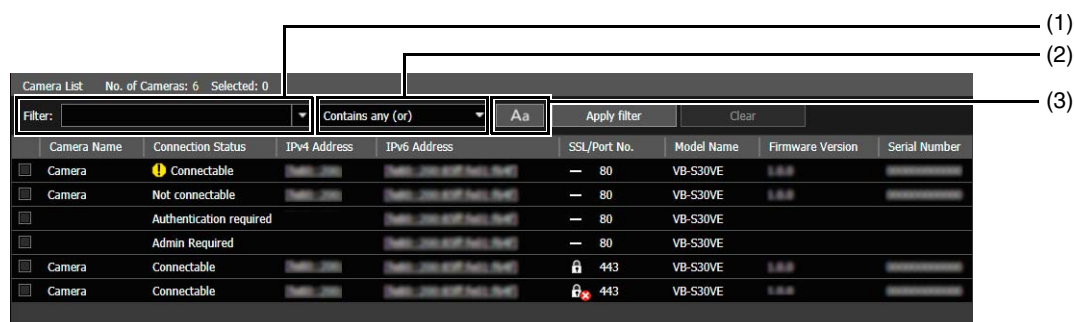 (1)
(2)
(3)
Camera List No. of Cameras: 6 Selected: 0
Filter: Contains any (or) Aa Apply filter Clear
Camera Name Connection Status IPv4 Address IPv6 Address SSL/Port No. Model Name Firmware Version Serial Number
Camera Connectable — 80 VB-S30VE
Camera Not connectable — 80 VB-S30VE
Authentication required — 80 VB-S30VE
Admin Required — 80 VB-S30VE
Camera Connectable 443 VB-S30VE
Camera Connectable 443 VB-S30VE